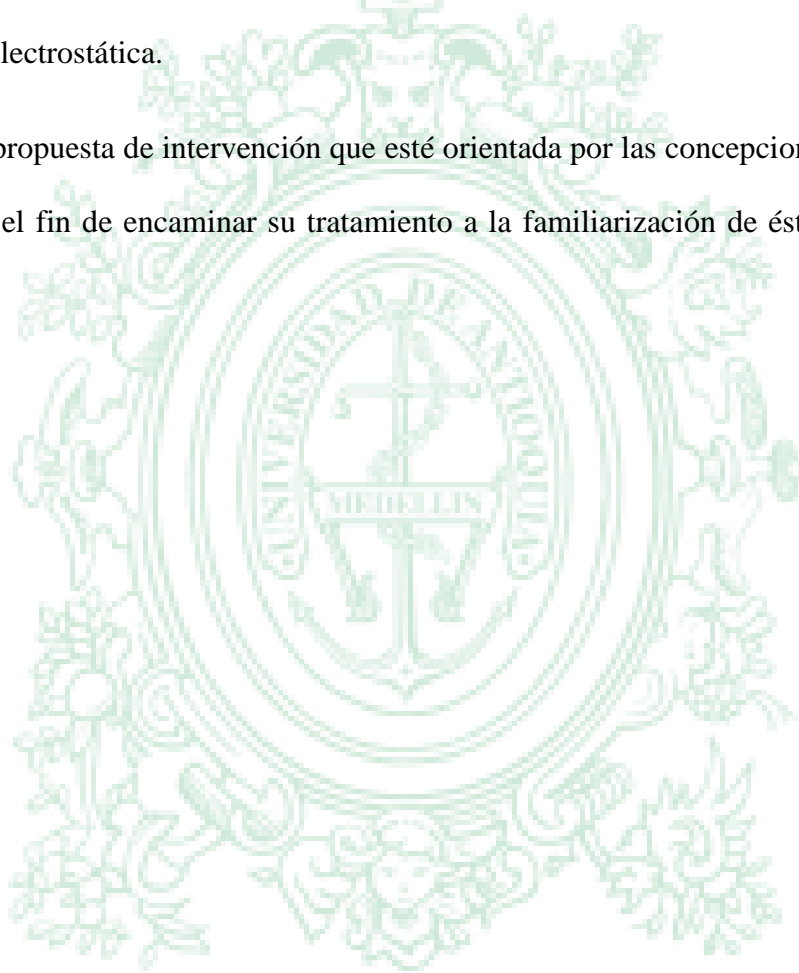 lectrostática.
propuesta de intervención que esté orientada por las concepcion
el fin de encaminar su tratamiento a la familiarización de ést
UNIVERSIDAD DE ANTIOQUIA
MEDELLIN